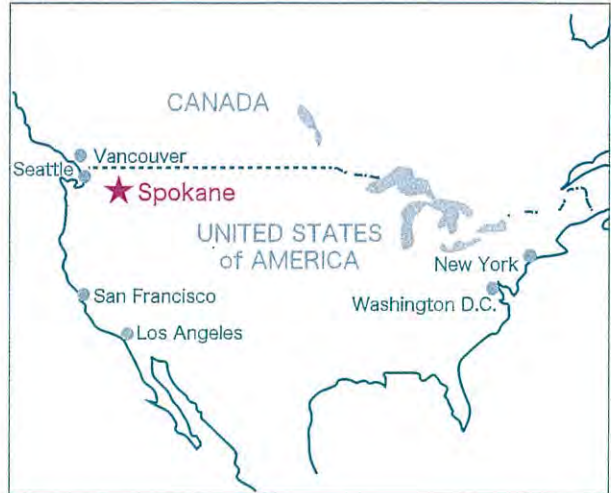 CANADA
Vancouver
Seattle
Spokane
UNITED STATES
of AMERICA
New York
Washington D.C.
San Francisco
Los Angeles